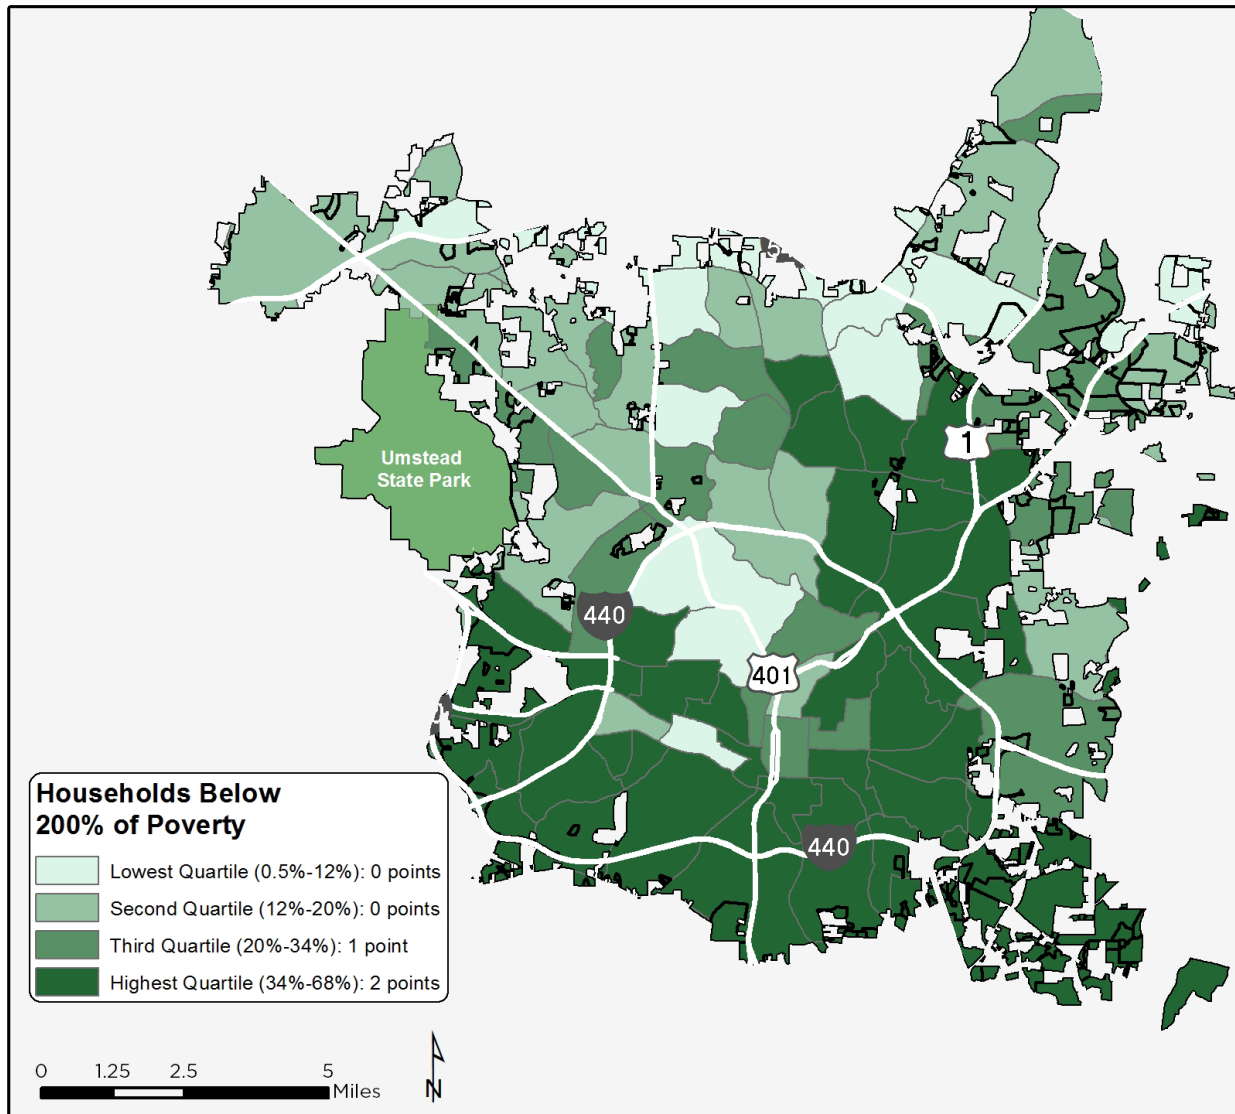 Umstead
State Park
1
440
401
440
Households Below
200% of Poverty
Lowest Quartile (0.5%-12%): 0 points
Second Quartile (12%-20%): 0 points
Third Quartile (20%-34%): 1 point
Highest Quartile (34%-68%): 2 points
0 1.25 2.5 5
Miles
N